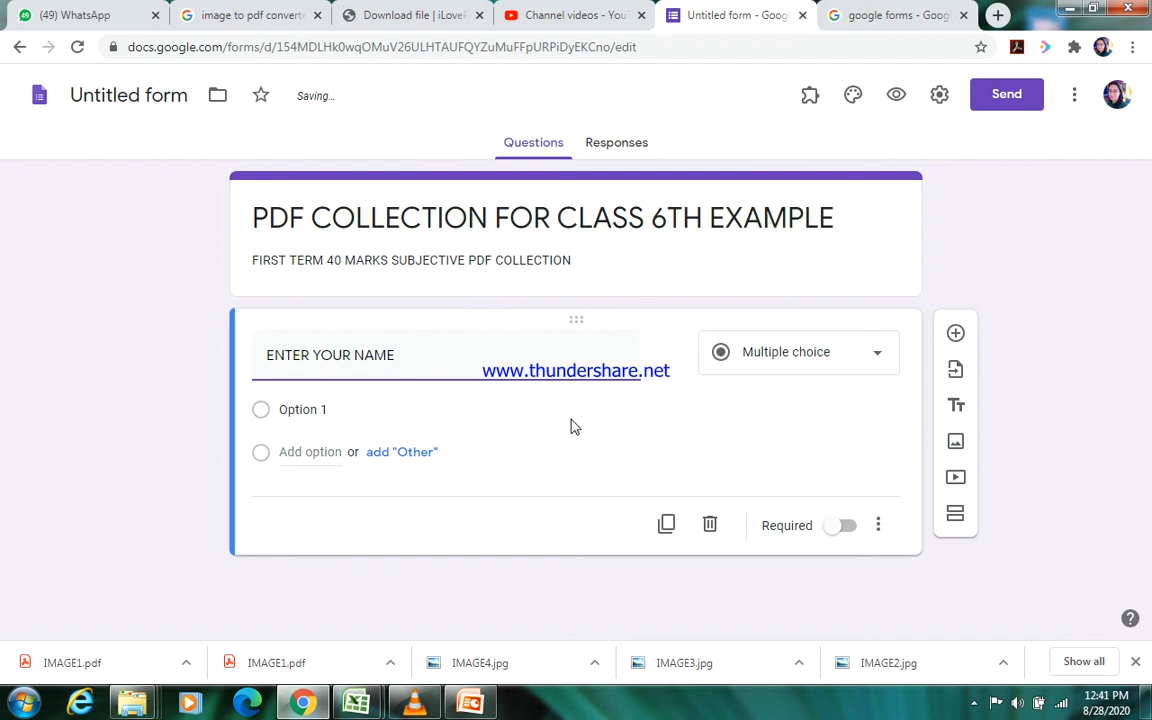 (49) WhatsApp
image to pdf converte
Download file | iLoveP
Channel videos - You
Untitled form - Goog
google forms - Goog
docs.google.com/forms/d/154MDLHk0wqOMuV26ULHTAUFQYZuMuFFpURPiDyEKCno/edit
Untitled form
Saving...
Send
Questions
Responses
PDF COLLECTION FOR CLASS 6TH EXAMPLE
FIRST TERM 40 MARKS SUBJECTIVE PDF COLLECTION
ENTER YOUR NAME
Multiple choice
www.thundershare.net
Option 1
Add option or add "Other"
Required
IMAGE1.pdf
IMAGE1.pdf
IMAGE4.jpg
IMAGE3.jpg
IMAGE2.jpg
Show all
12:41 PM
8/28/2020